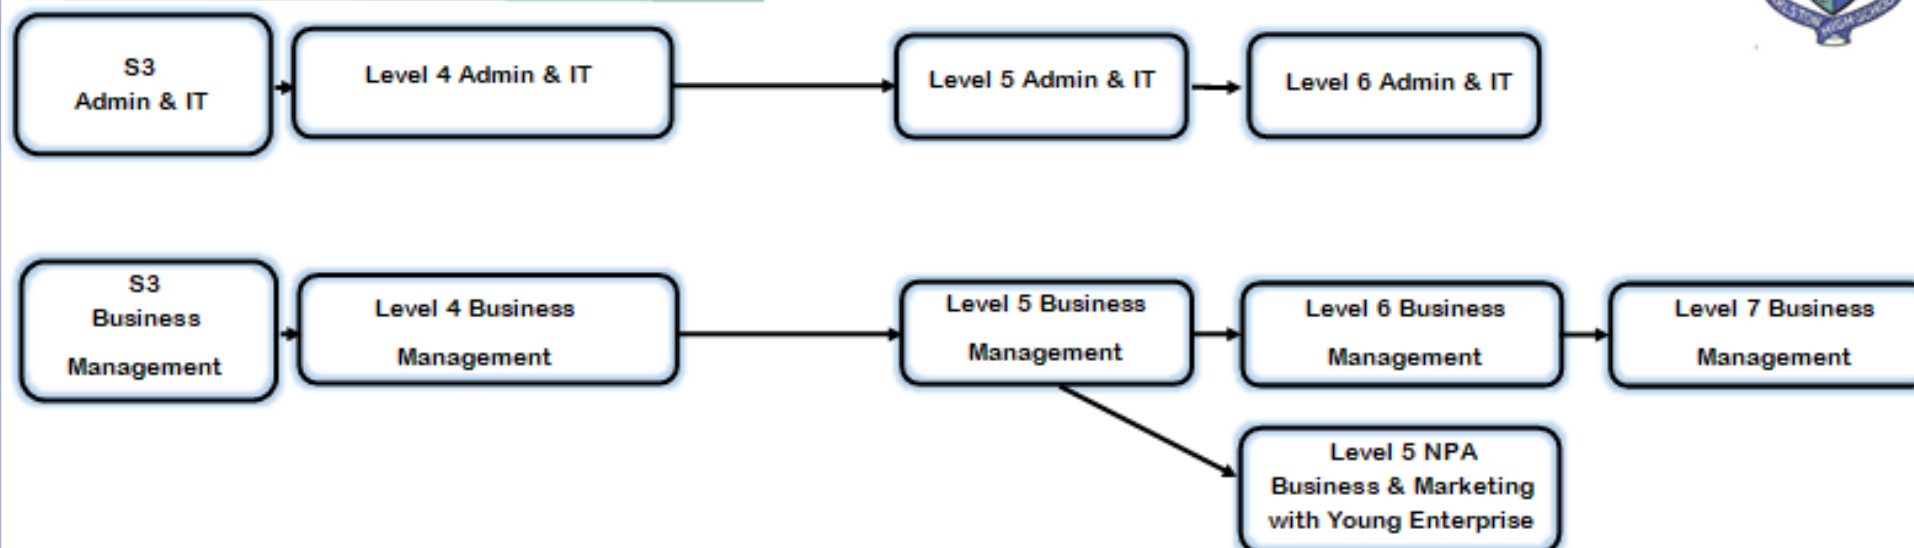 S3
Admin & IT
Level 4 Admin & IT
Level 5 Admin & IT
Level 6 Admin & IT
S3
Business
Management
Level 4 Business
Management
Level 5 Business
Management
Level 6 Business
Management
Level 7 Business
Management
Level 5 NPA
Business & Marketing
with Young Enterprise
HIGH SCHOOL